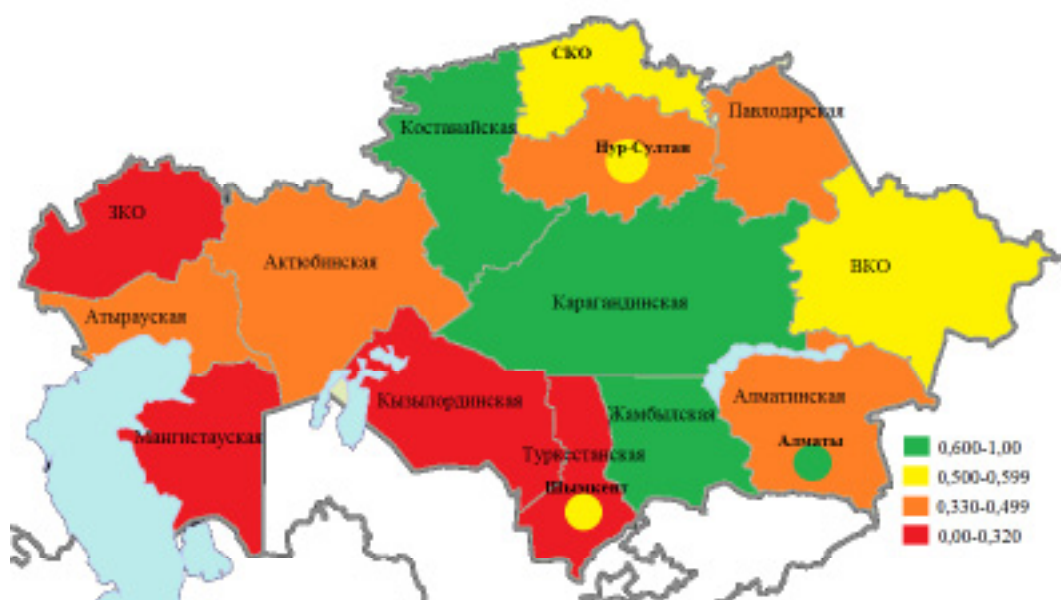 СКО
Павлодарская
Костанайская
Нур-Султан
ЗКО
Актюбинская
ВКО
Карагандинская
Атырауская
Алматинская
Кызылординская
Жамбылская
Мангистауская
Алматы
Туркестанская
Шымкент
0,600-1,00
0,500-0,599
0,330-0,499
0,00-0,320